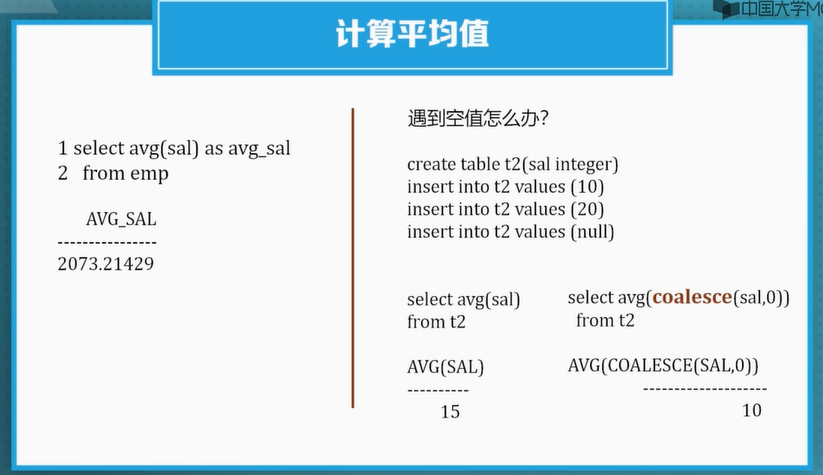 中国大学M
计算平均值
1 select avg(sal) as avg_sal
2 from emp
AVG_SAL
----------------
2073.21429
遇到空值怎么办?
create table t2(sal integer)
insert into t2 values (10)
insert into t2 values (20)
insert into t2 values (null)
select avg(sal)
from t2
AVG(SAL)
----------
15
select avg(coalesce(sal,0))
from t2
AVG(COALESCE(SAL,0))
--------------------
10